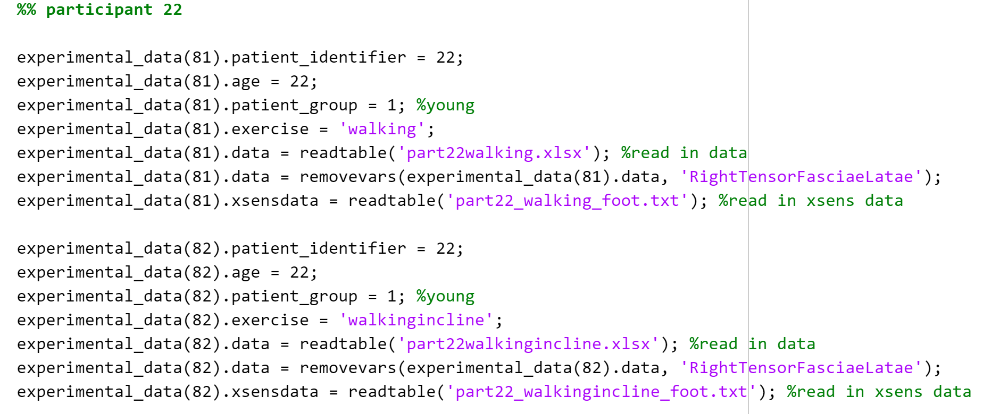 %% participant 22
experimental_data(81).patient_identifier = 22;
experimental_data(81).age = 22;
experimental_data(81).patient_group = 1; %young
experimental_data(81).exercise = 'walking';
experimental_data(81).data = readtable('part22walking.xlsx'); %read in data
experimental_data(81).data = removevars(experimental_data(81).data, 'RightTensorFasciaeLatae');
experimental_data(81).xsensdata = readtable('part22_walking_foot.txt'); %read in xsens data
experimental_data(82).patient_identifier = 22;
experimental_data(82).age = 22;
experimental_data(82).patient_group = 1; %young
experimental_data(82).exercise = 'walkingincline';
experimental_data(82).data = readtable('part22walkingincline.xlsx'); %read in data
experimental_data(82).data = removevars(experimental_data(82).data, 'RightTensorFasciaeLatae');
experimental_data(82).xsensdata = readtable('part22_walkingincline_foot.txt'); %read in xsens data